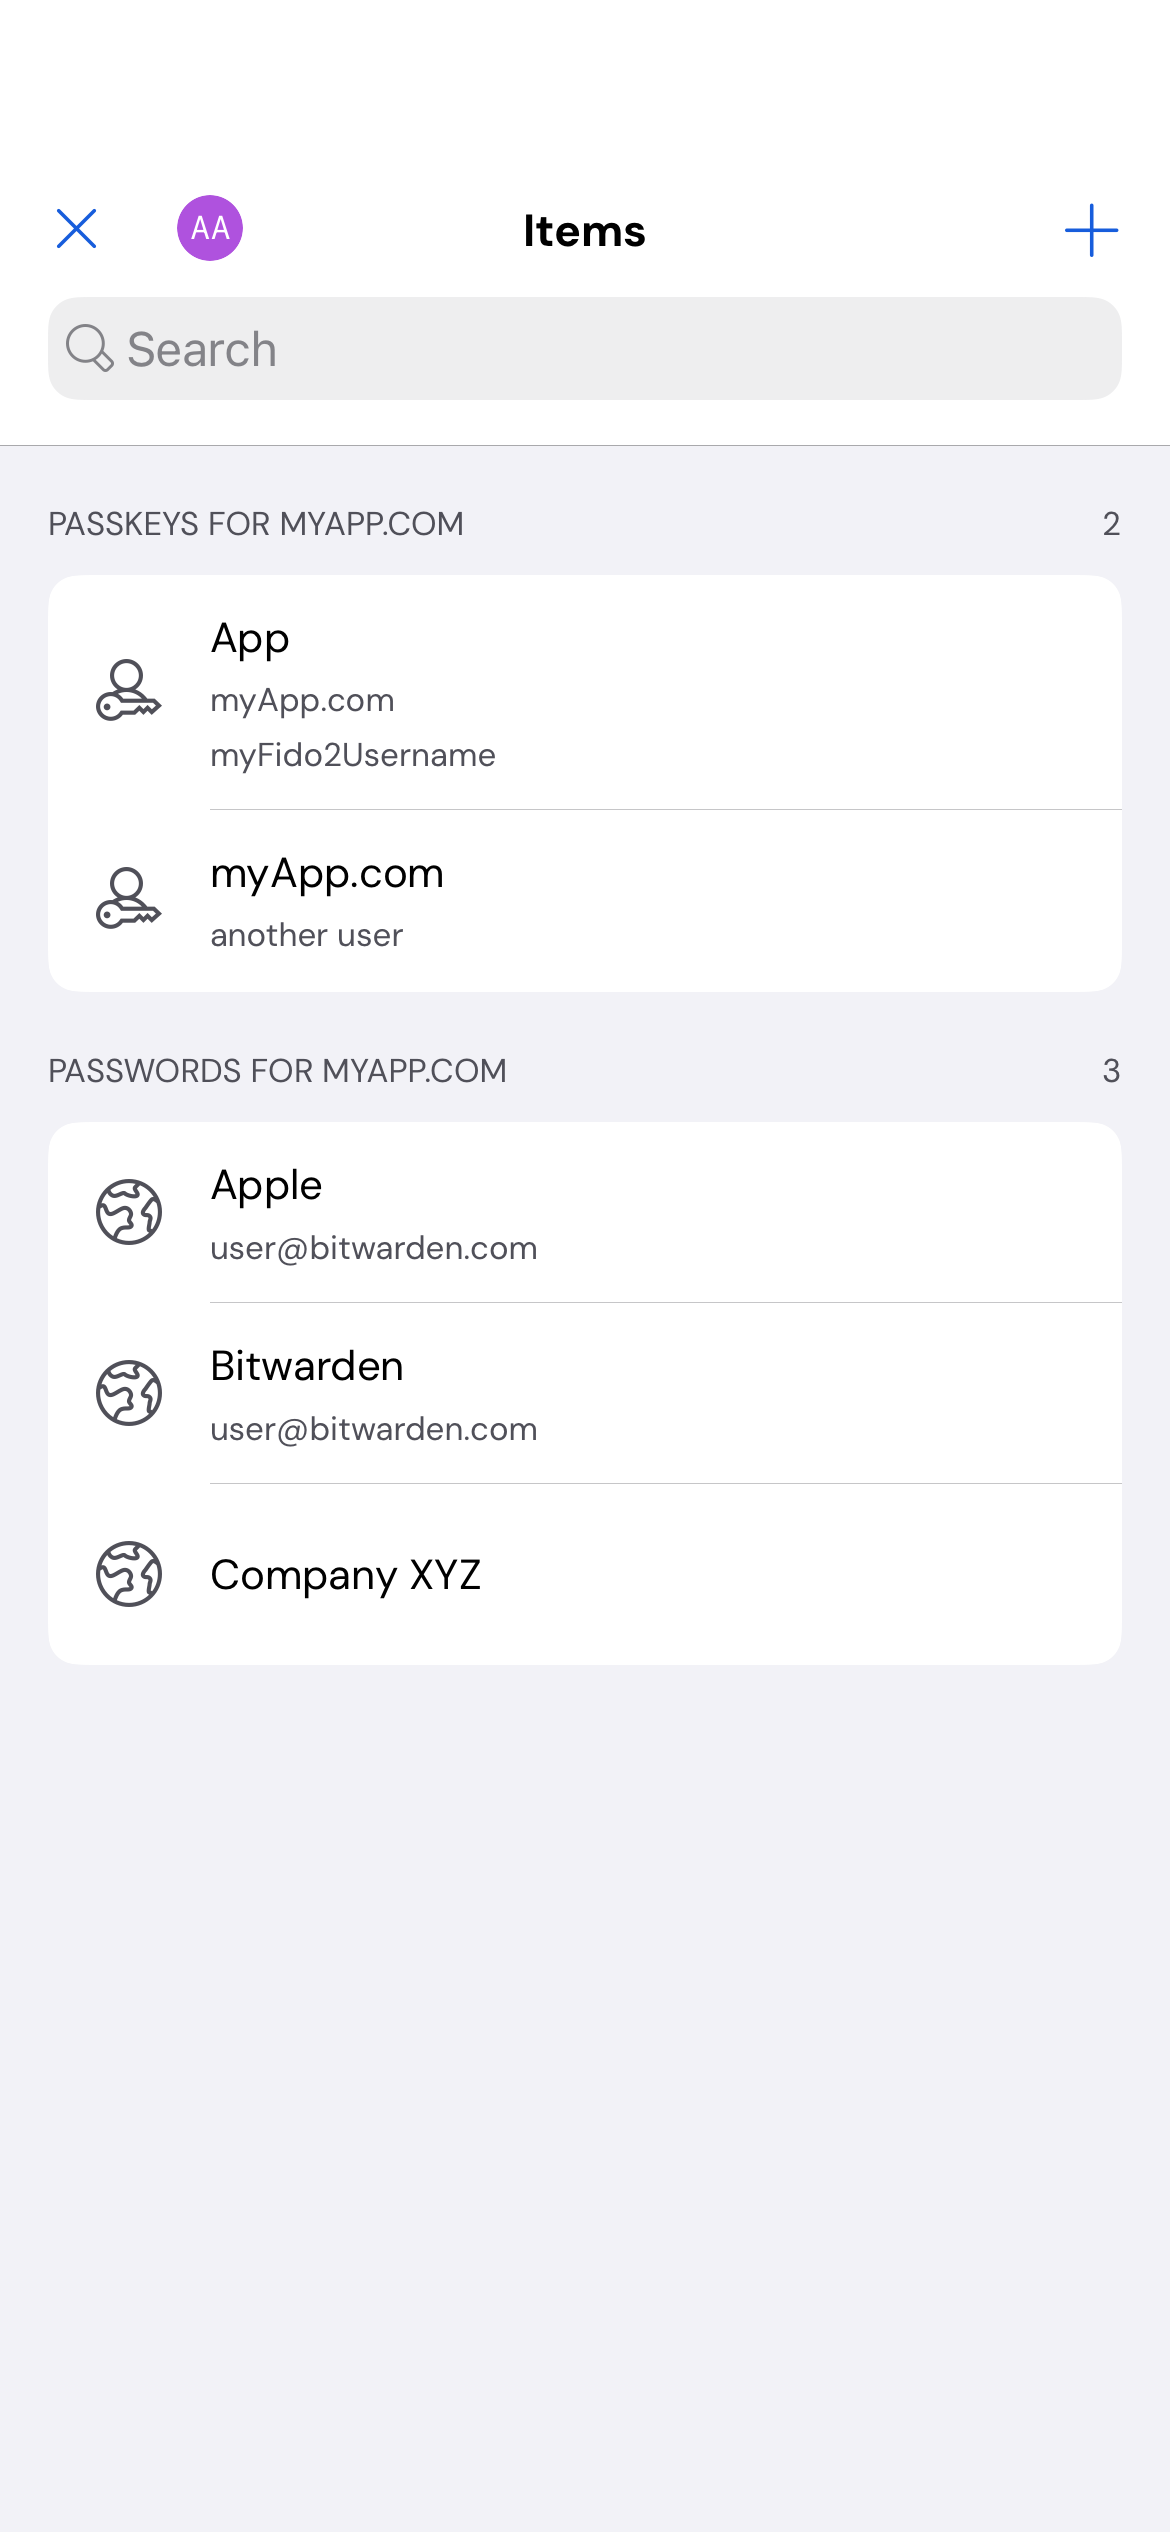 AA
Items
Search
PASSKEYS FOR MYAPP.COM 2
App
myApp.com
myFido2Username
myApp.com
another user
PASSWORDS FOR MYAPP.COM 3
Apple
user@bitwarden.com
Bitwarden
user@bitwarden.com
Company XYZ